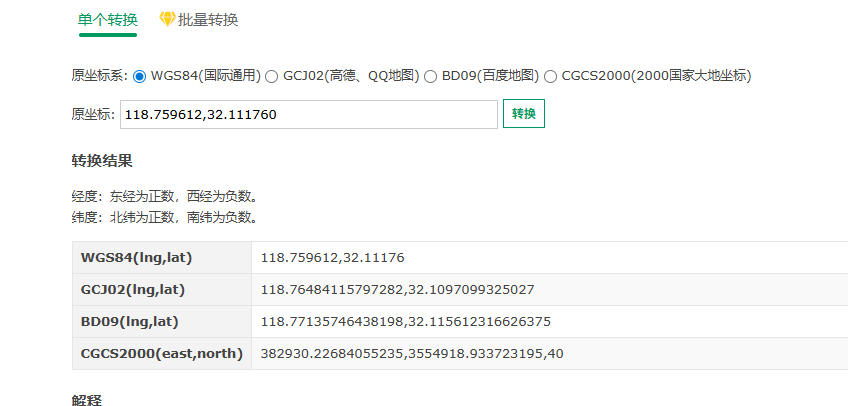 单个转换 批量转换
原坐标系: WGS84(国际通用) GCJ02(高德、QQ地图) BD09(百度地图) CGCS2000(2000国家大地坐标)
原坐标: 118.759612,32.111760 转换
转换结果
经度：东经为正数，西经为负数。
纬度：北纬为正数，南纬为负数。
WGS84(lng,lat) 118.759612,32.11176
GCJ02(lng,lat) 118.76484115797282,32.1097099325027
BD09(lng,lat) 118.77135746438198,32.115612316626375
CGCS2000(east,north) 382930.22684055235,3554918.933723195,40
解释